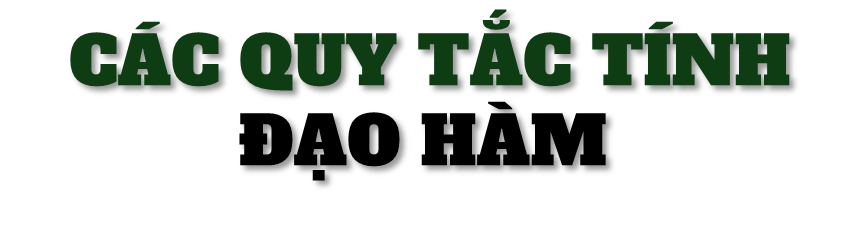 CÁC QUY TẮC TÍNH
ĐẠO HÀM